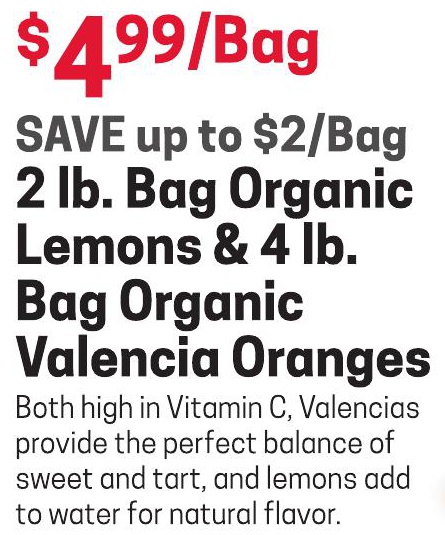 $4.99/Bag
SAVE up to $2/Bag
2 lb. Bag Organic
Lemons & 4 lb.
Bag Organic
Valencia Oranges
Both high in Vitamin C, Valencias
provide the perfect balance of
sweet and tart, and lemons add
to water for natural flavor.